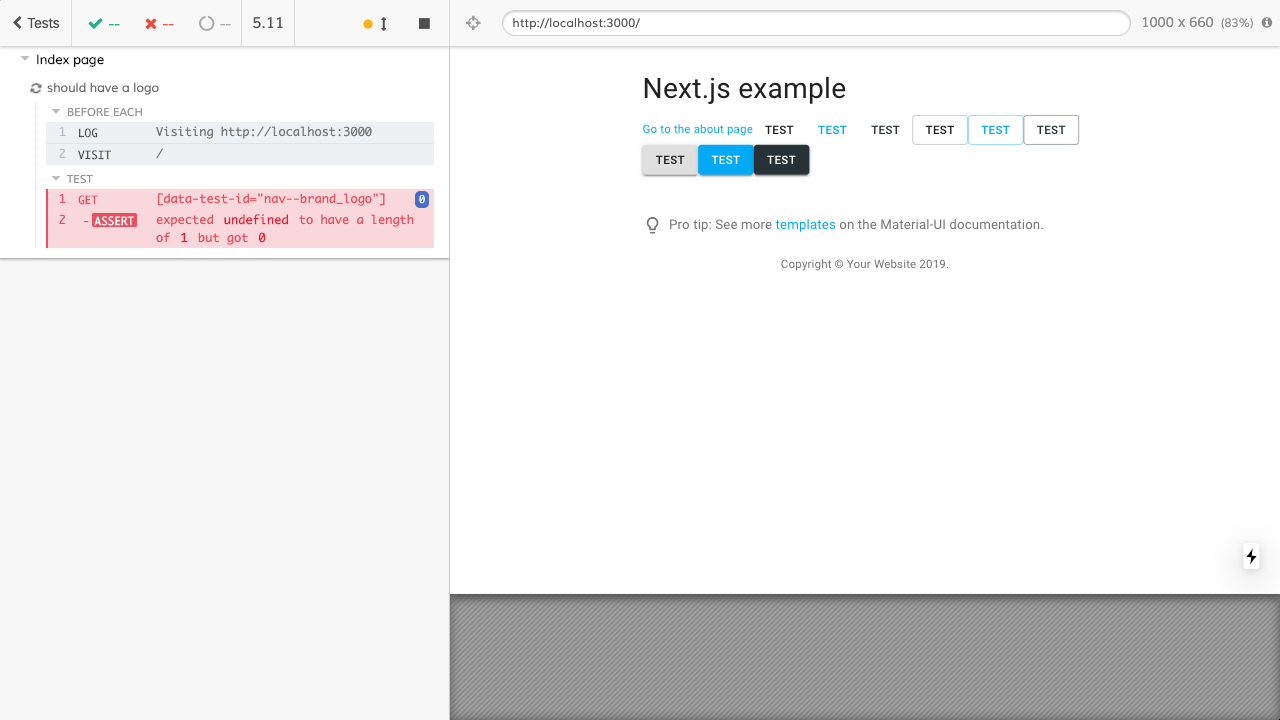 Tests
--
--
--
5.11
http://localhost:3000/
1000 x 660 (83%)
Index page
should have a logo
BEFORE EACH
1 LOG Visiting http://localhost:3000
2 VISIT /
TEST
1 GET [data-test-id="nav--brand_logo"] 0
2 -ASSERT expected undefined to have a length
of 1 but got 0
Next.js example
Go to the about page TEST TEST TEST TEST TEST TEST
TEST TEST TEST
Pro tip: See more templates on the Material-UI documentation.
Copyright © Your Website 2019.